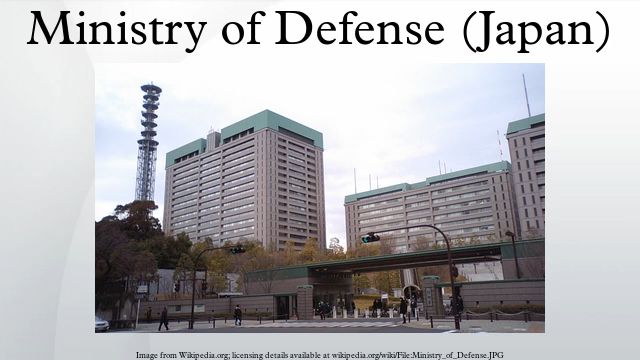 Ministry of Defense (Japan)
Image from Wikipedia.org; licensing details available at wikipedia.org/wiki/File:Ministry_of_Defense.JPG